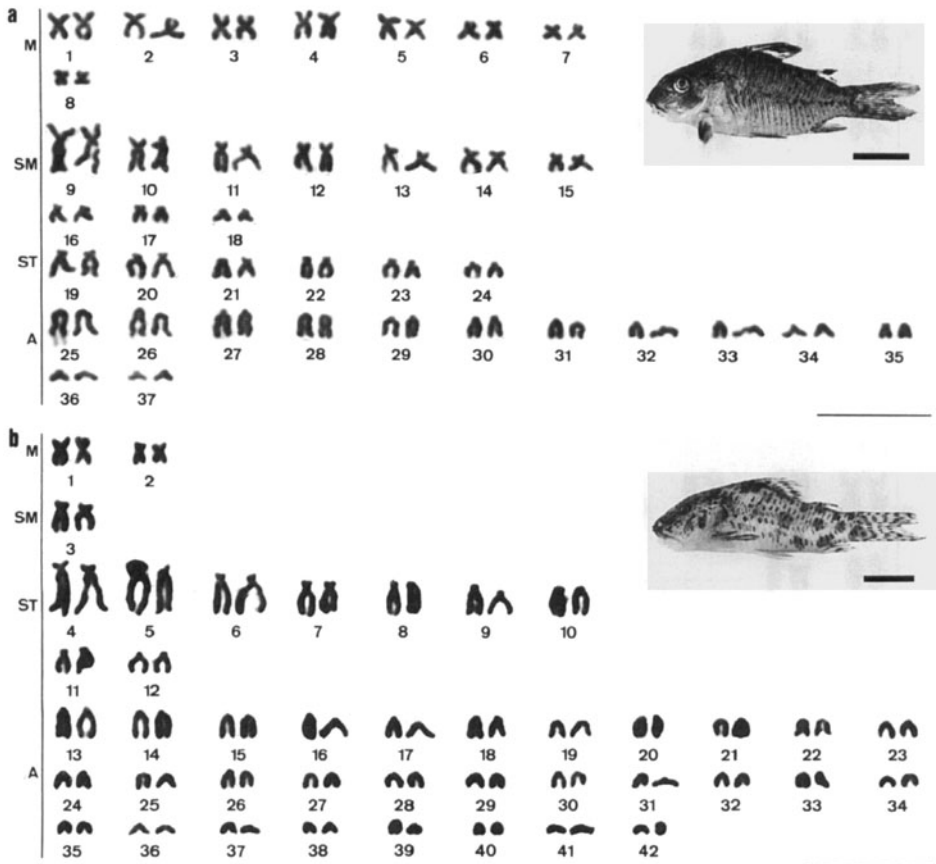 a
M
1 2 3 4 5 6 7
8
SM
9 10 11 12 13 14 15
16 17 18
ST
19 20 21 22 23 24
A
25 26 27 28 29 30 31 32 33 34 35
36 37
b
M
1 2
SM
3
ST
4 5 6 7 8 9 10
11 12
13 14 15 16 17 18 19 20 21 22 23
A
24 25 26 27 28 29 30 31 32 33 34
35 36 37 38 39 40 41 42